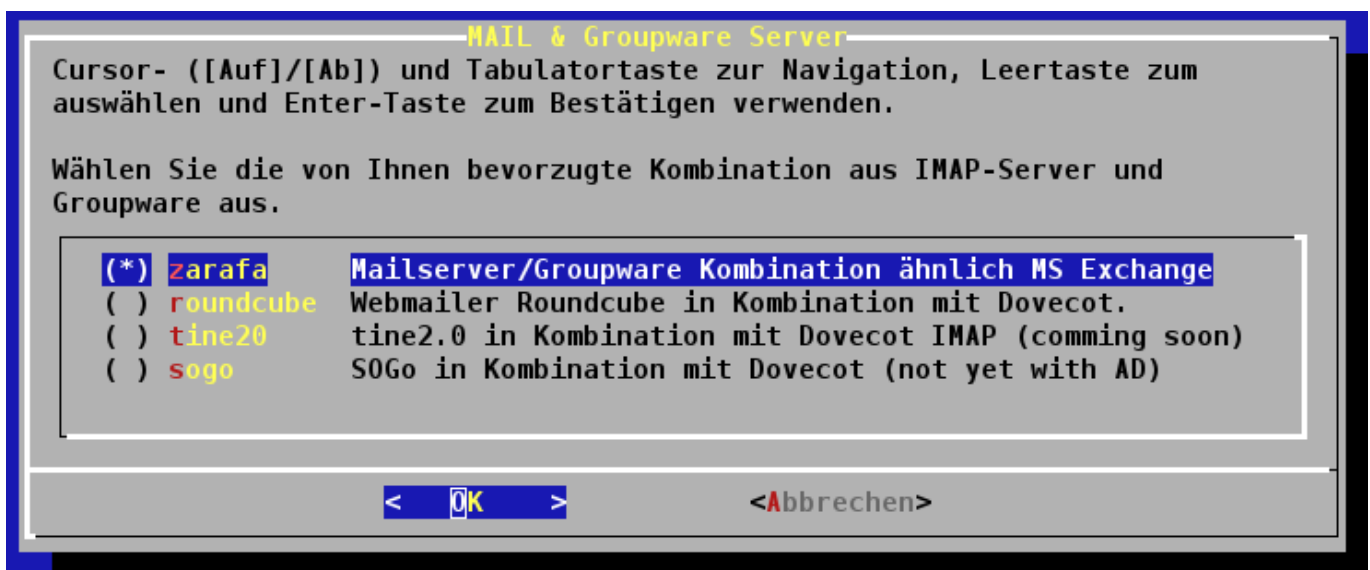 MAIL & Groupware Server
Cursor- ([Auf]/[Ab]) und Tabulatortaste zur Navigation, Leertaste zum
auswählen und Enter-Taste zum Bestätigen verwenden.
Wählen Sie die von Ihnen bevorzugte Kombination aus IMAP-Server und
Groupware aus.
(*) zarafa Mailserver/Groupware Kombination ähnlich MS Exchange
( ) roundcube Webmailer Roundcube in Kombination mit Dovecot.
( ) tine20 tine2.0 in Kombination mit Dovecot IMAP (comming soon)
( ) sogo SOGo in Kombination mit Dovecot (not yet with AD)
< OK > <Abbrechen>